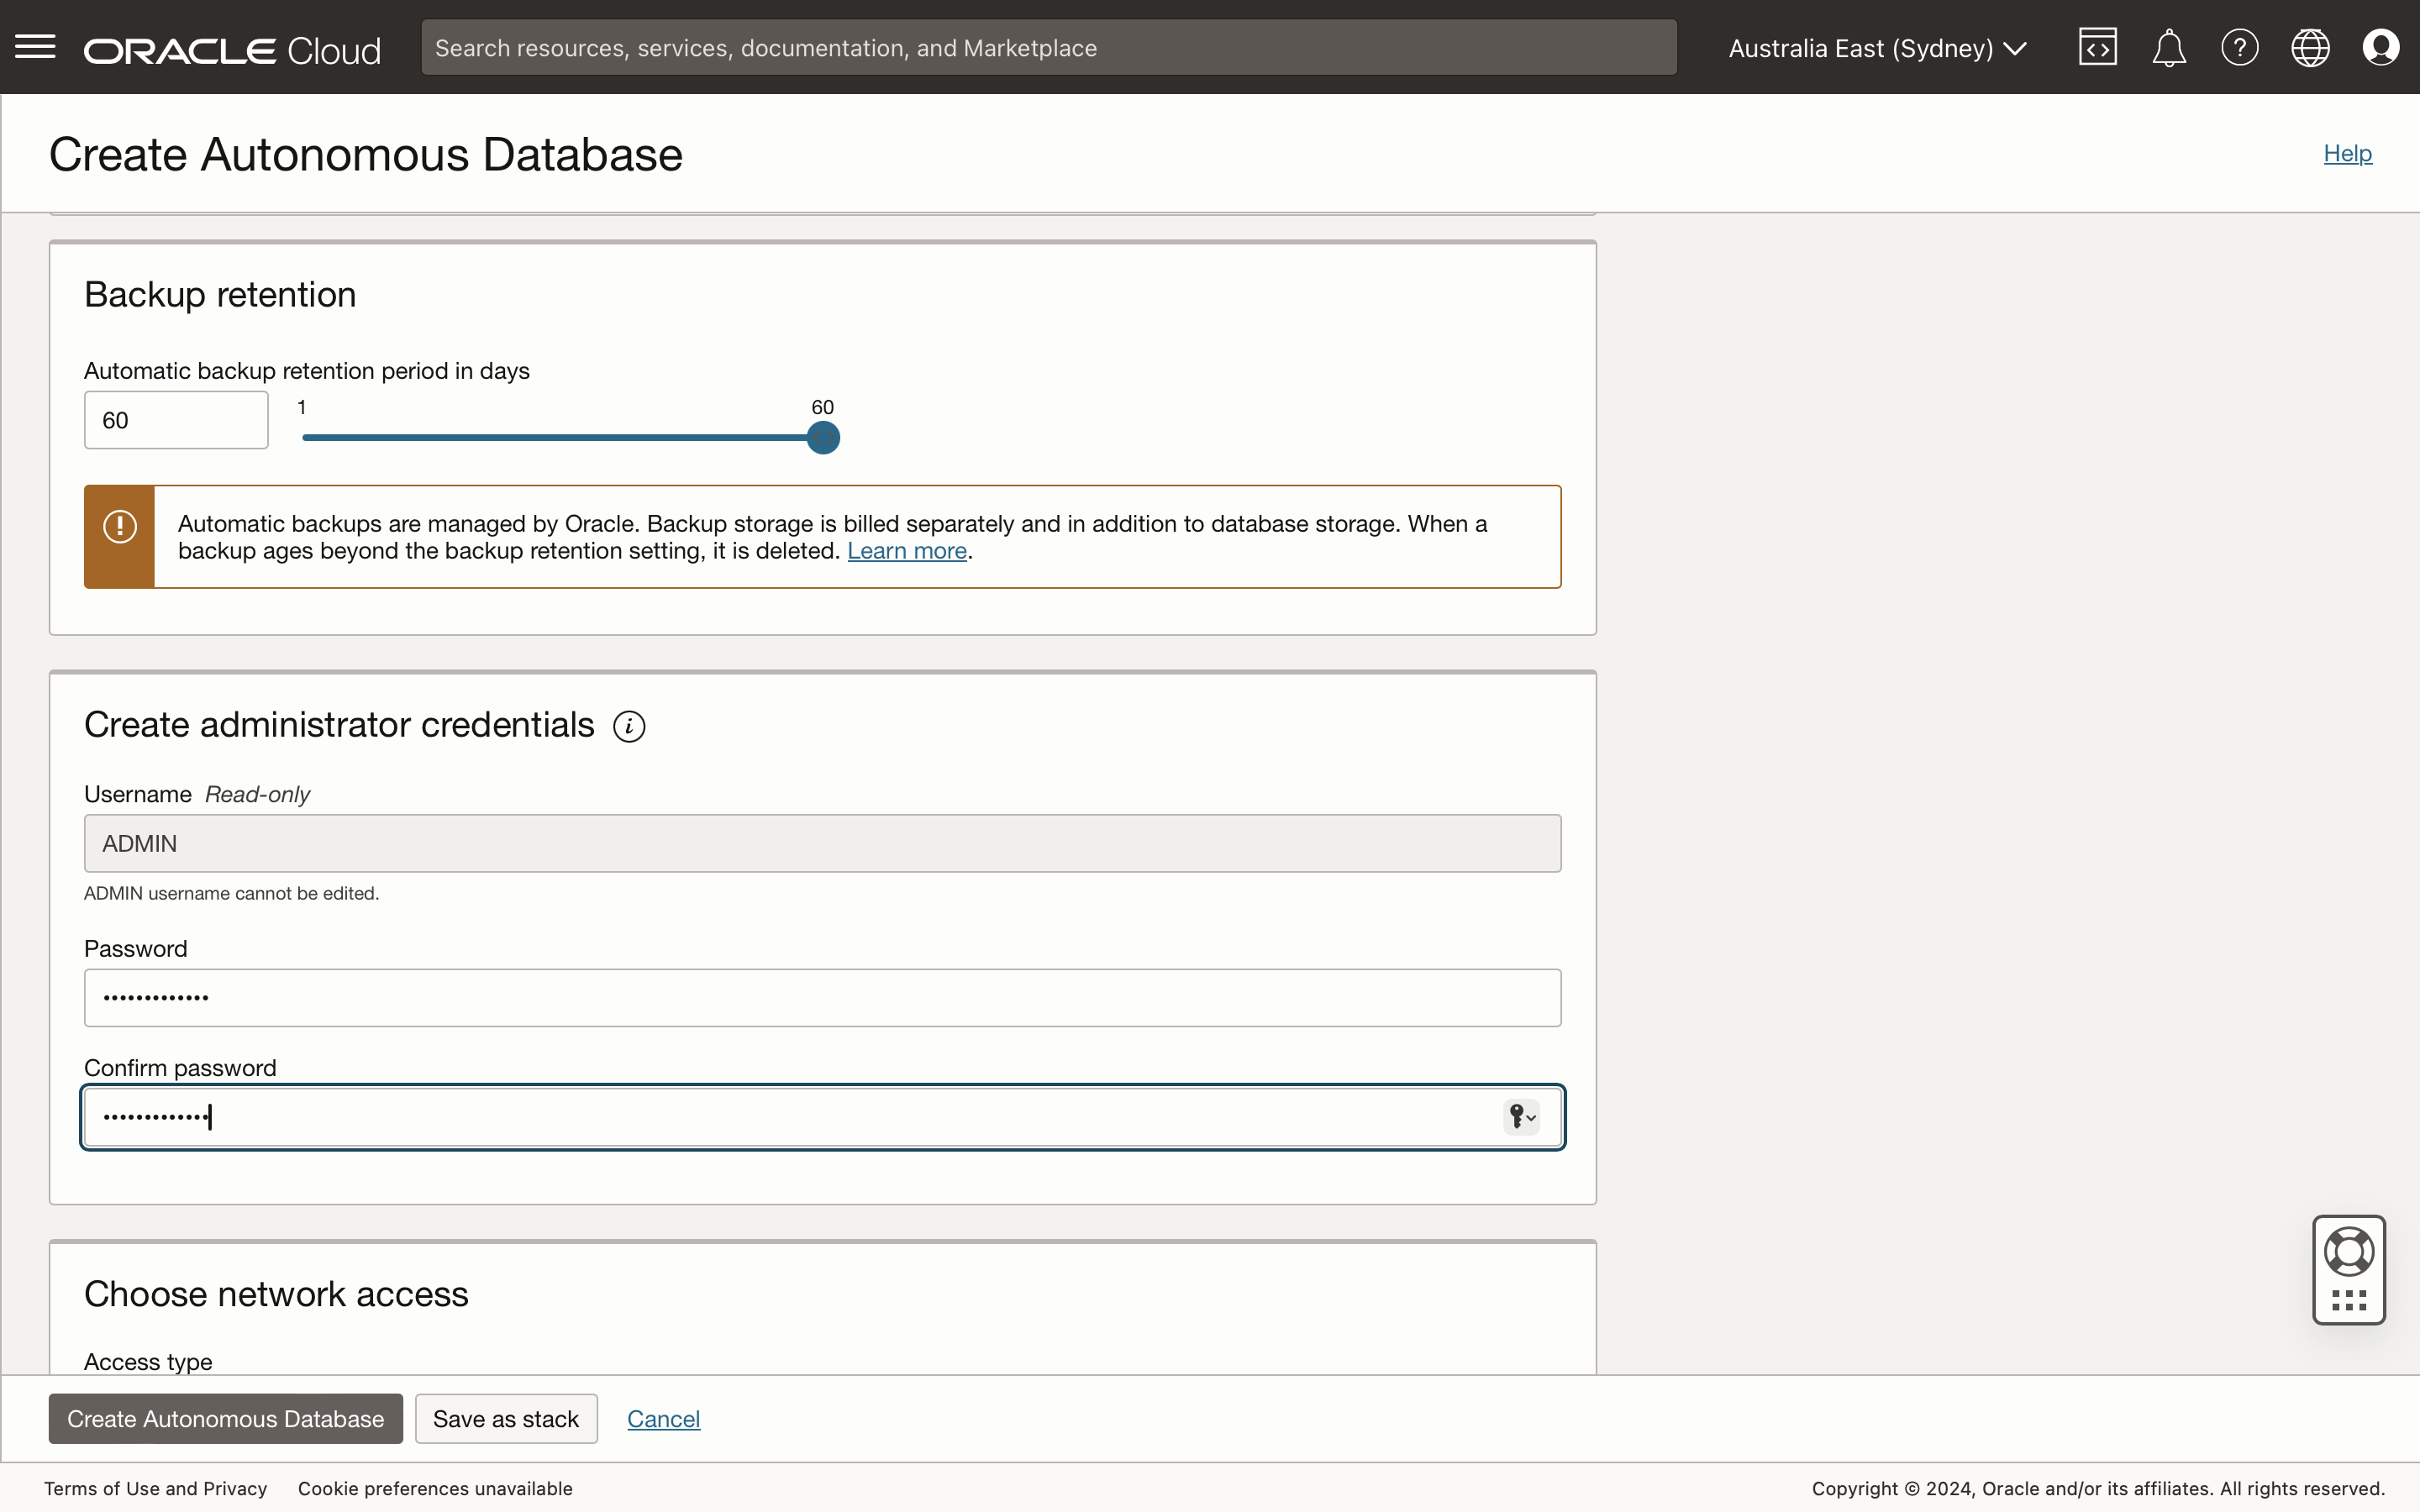 ORACLE Cloud
Search resources, services, documentation, and Marketplace
Australia East (Sydney)
Create Autonomous Database
Help
Backup retention
Automatic backup retention period in days
60
1
60
Automatic backups are managed by Oracle. Backup storage is billed separately and in addition to database storage. When a
backup ages beyond the backup retention setting, it is deleted. Learn more.
Create administrator credentials
Username Read-only
ADMIN
ADMIN username cannot be edited.
Password
•••••••••••••
Confirm password
•••••••••••••
Choose network access
Access type
Create Autonomous Database
Save as stack
Cancel
Terms of Use and Privacy
Cookie preferences unavailable
Copyright © 2024, Oracle and/or its affiliates. All rights reserved.